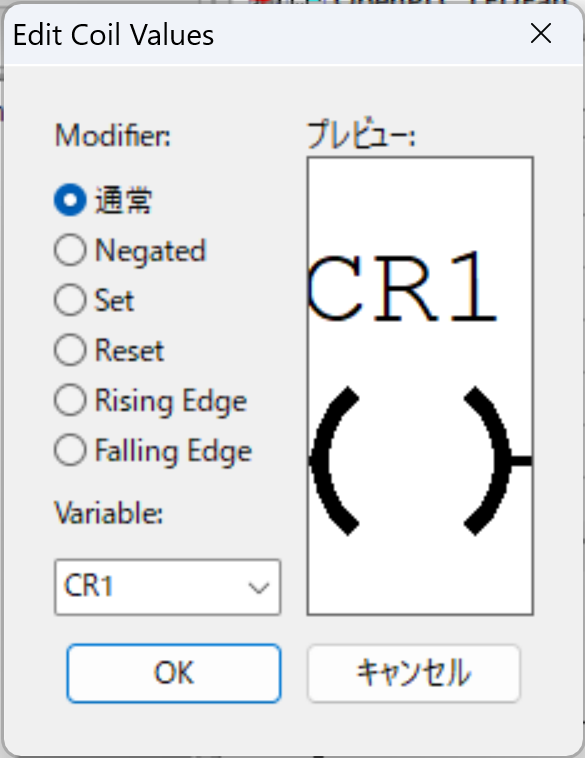 Edit Coil Values
Modifier:
通常
Negated
Set
Reset
Rising Edge
Falling Edge
Variable:
CR1
プレビュー:
CR1
( )
OK
キャンセル